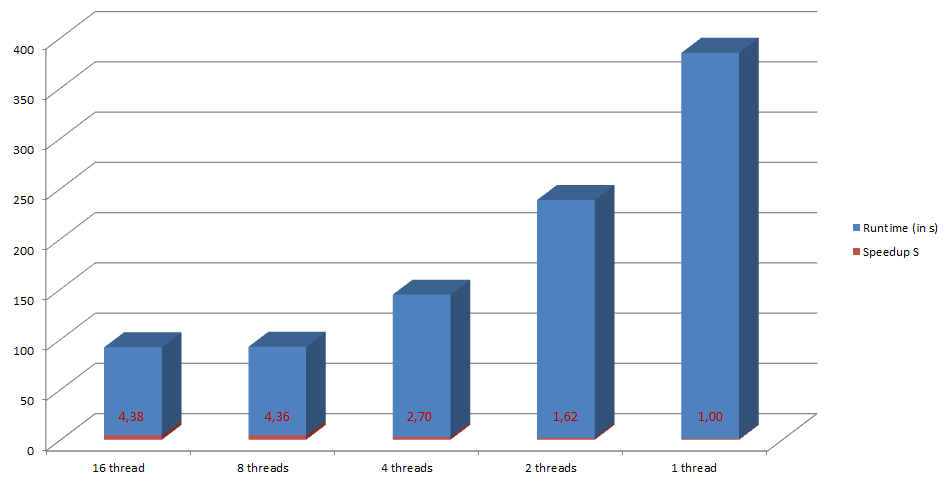 400
350
300
250
200
150
100
50
0
4,38
4,36
2,70
1,62
1,00
16 thread
8 threads
4 threads
2 threads
1 thread
Runtime (in s)
Speedup S